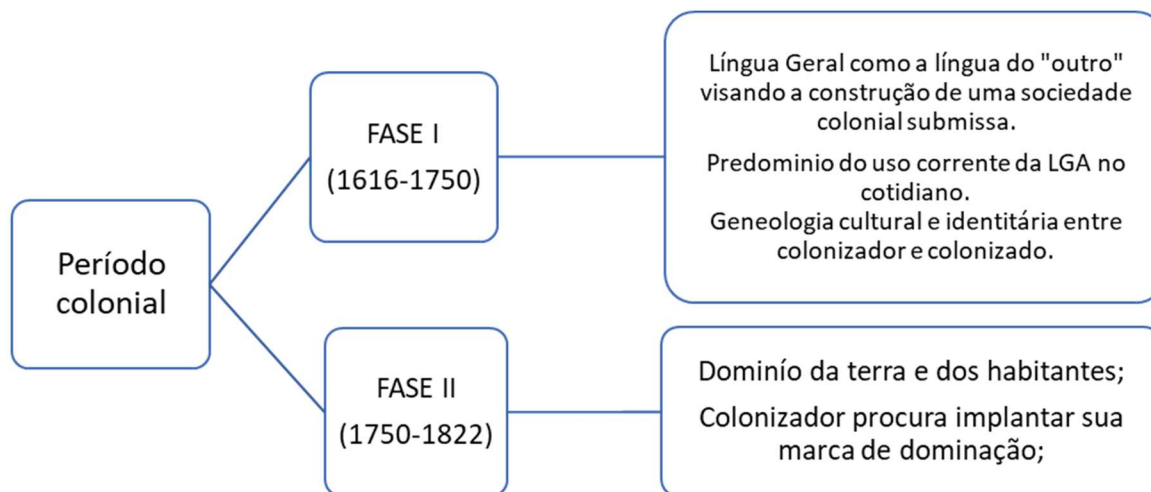 Período
colonial
FASE I
(1616-1750)
Língua Geral como a língua do "outro"
visando a construção de uma sociedade
colonial submissa.
Predominio do uso corrente da LGA no
cotidiano.
Geneologia cultural e identitária entre
colonizador e colonizado.
FASE II
(1750-1822)
Dominío da terra e dos habitantes;
Colonizador procura implantar sua
marca de dominação;